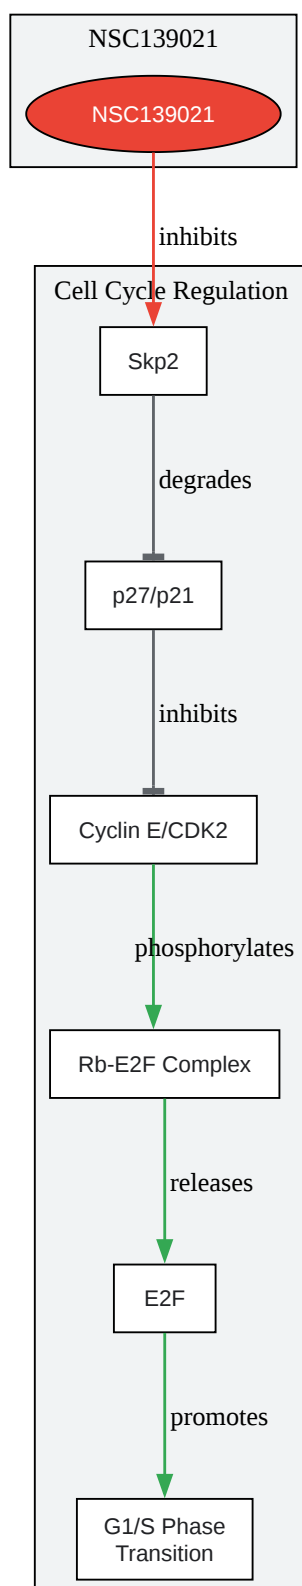 NSC139021
NSC139021
inhibits
Cell Cycle Regulation
Skp2
degrades
p27/p21
inhibits
Cyclin E/CDK2
phosphorylates
Rb-E2F Complex
releases
E2F
promotes
G1/S Phase
Transition